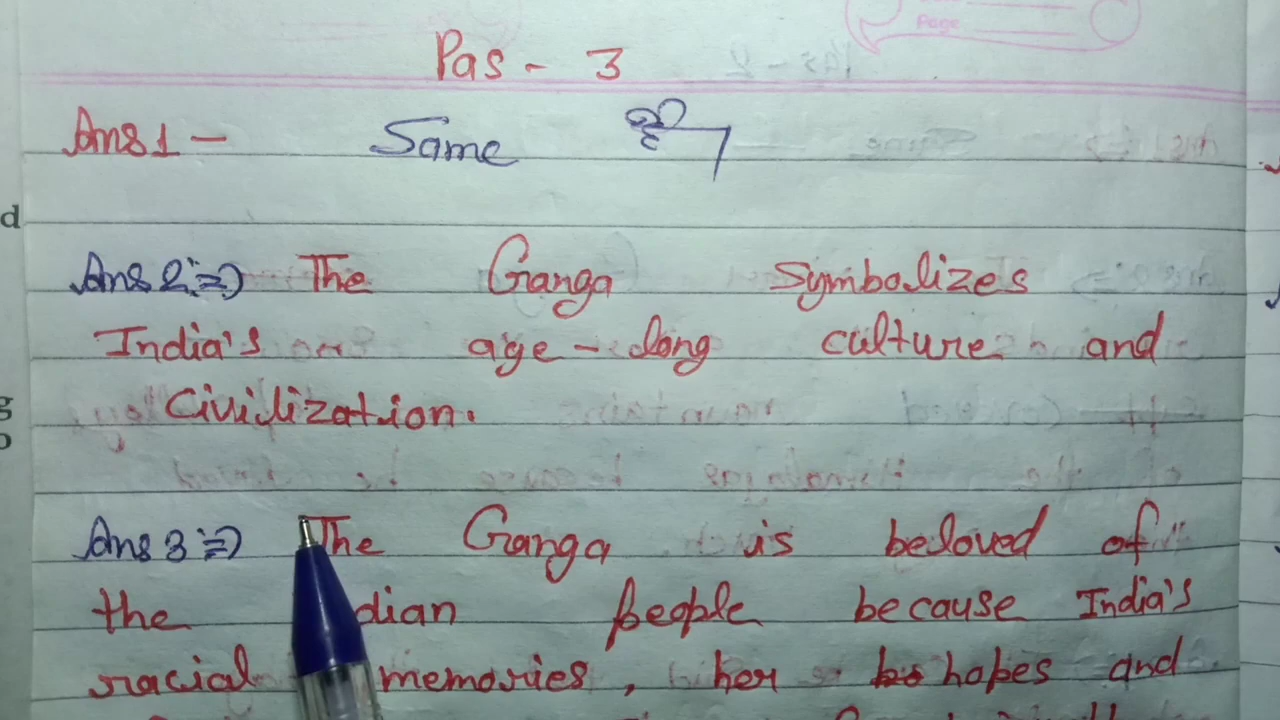 Page
Pas - 3
Ans 1 - Same
Ans 2 :=) The Ganga Symbolizes
India's age-long culture and
Civilization.
Ans 3 :=) The Ganga is beloved of
the dian people because India's
racial memories, her hopes and